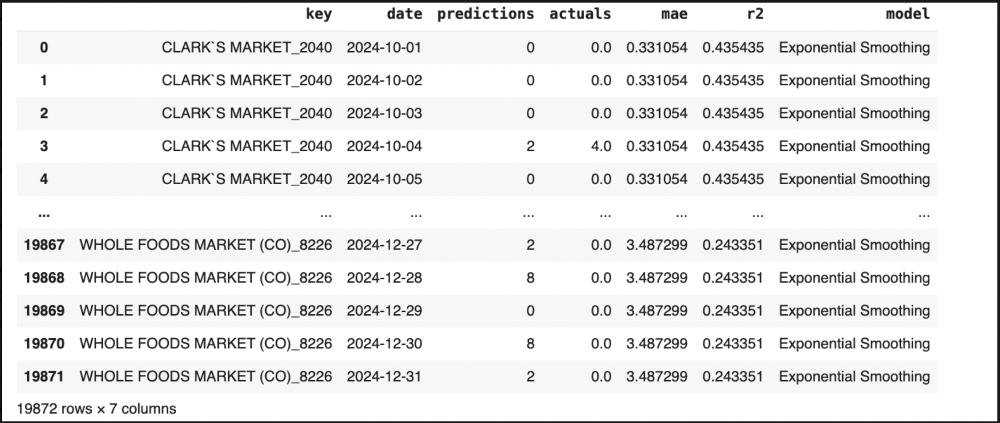 key date predictions actuals mae r2 model
0 CLARK`S MARKET_2040 2024-10-01 0 0.0 0.331054 0.435435 Exponential Smoothing
1 CLARK`S MARKET_2040 2024-10-02 0 0.0 0.331054 0.435435 Exponential Smoothing
2 CLARK`S MARKET_2040 2024-10-03 0 0.0 0.331054 0.435435 Exponential Smoothing
3 CLARK`S MARKET_2040 2024-10-04 2 4.0 0.331054 0.435435 Exponential Smoothing
4 CLARK`S MARKET_2040 2024-10-05 0 0.0 0.331054 0.435435 Exponential Smoothing
... ... ... ... ... ... ... ...
19867 WHOLE FOODS MARKET (CO)_8226 2024-12-27 2 0.0 3.487299 0.243351 Exponential Smoothing
19868 WHOLE FOODS MARKET (CO)_8226 2024-12-28 8 0.0 3.487299 0.243351 Exponential Smoothing
19869 WHOLE FOODS MARKET (CO)_8226 2024-12-29 0 0.0 3.487299 0.243351 Exponential Smoothing
19870 WHOLE FOODS MARKET (CO)_8226 2024-12-30 8 0.0 3.487299 0.243351 Exponential Smoothing
19871 WHOLE FOODS MARKET (CO)_8226 2024-12-31 2 0.0 3.487299 0.243351 Exponential Smoothing
19872 rows × 7 columns